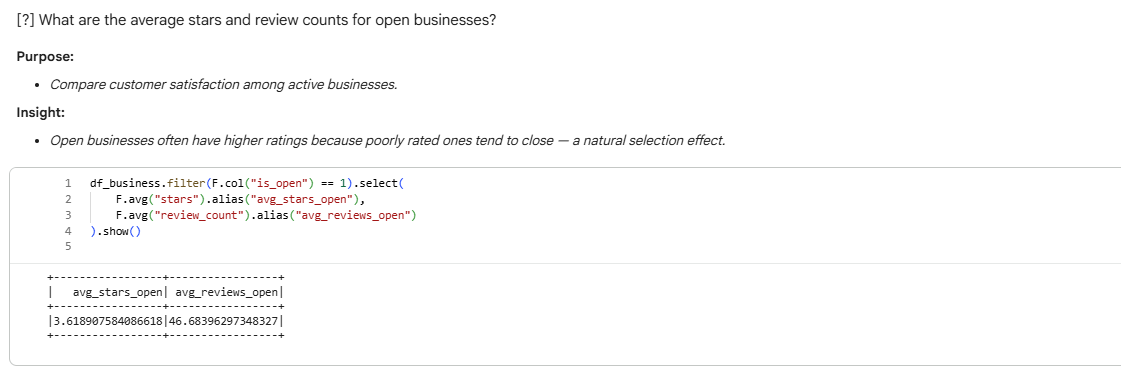 [?] What are the average stars and review counts for open businesses?
Purpose:
• Compare customer satisfaction among active businesses.
Insight:
• Open businesses often have higher ratings because poorly rated ones tend to close — a natural selection effect.
1 df_business.filter(F.col("is_open") == 1).select(
2     F.avg("stars").alias("avg_stars_open"),
3     F.avg("review_count").alias("avg_reviews_open")
4 ).show()
5
+-----------------+-----------------+
|   avg_stars_open| avg_reviews_open|
+-----------------+-----------------+
|3.618907584086618|46.68396297348327|
+-----------------+-----------------+